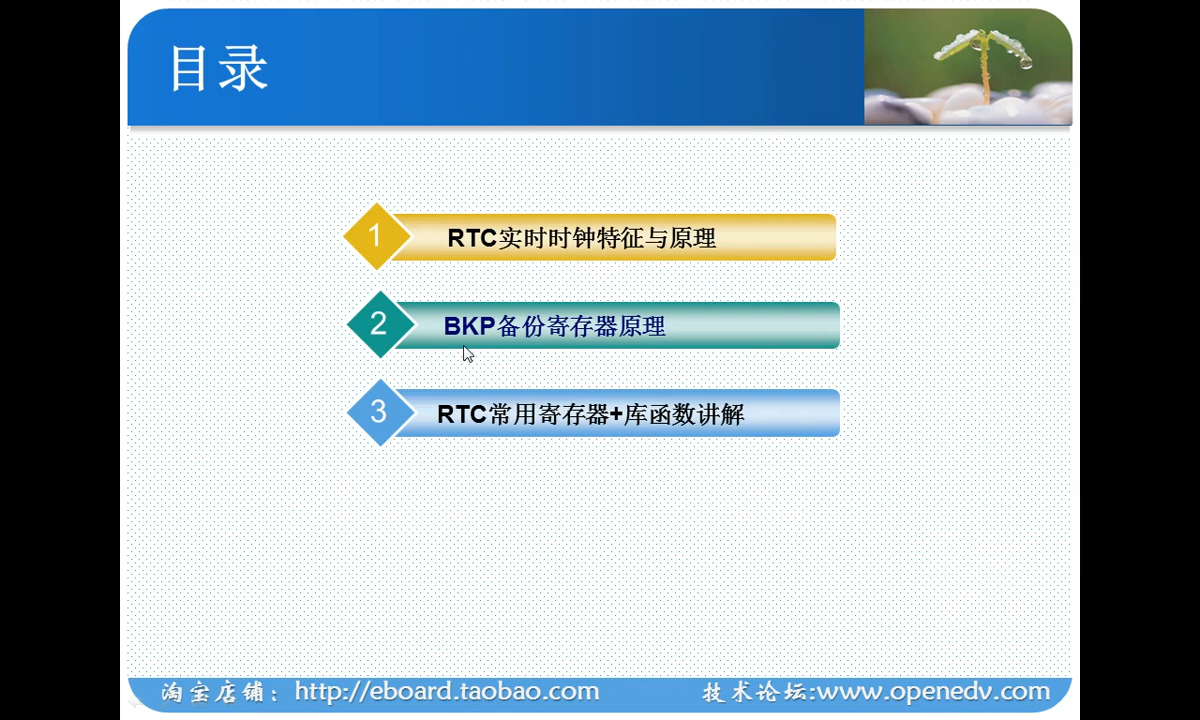 目录
1 RTC实时时钟特征与原理
2 BKP备份寄存器原理
3 RTC常用寄存器+库函数讲解
淘宝店铺：http://eboard.taobao.com 技术论坛:www.openedv.com